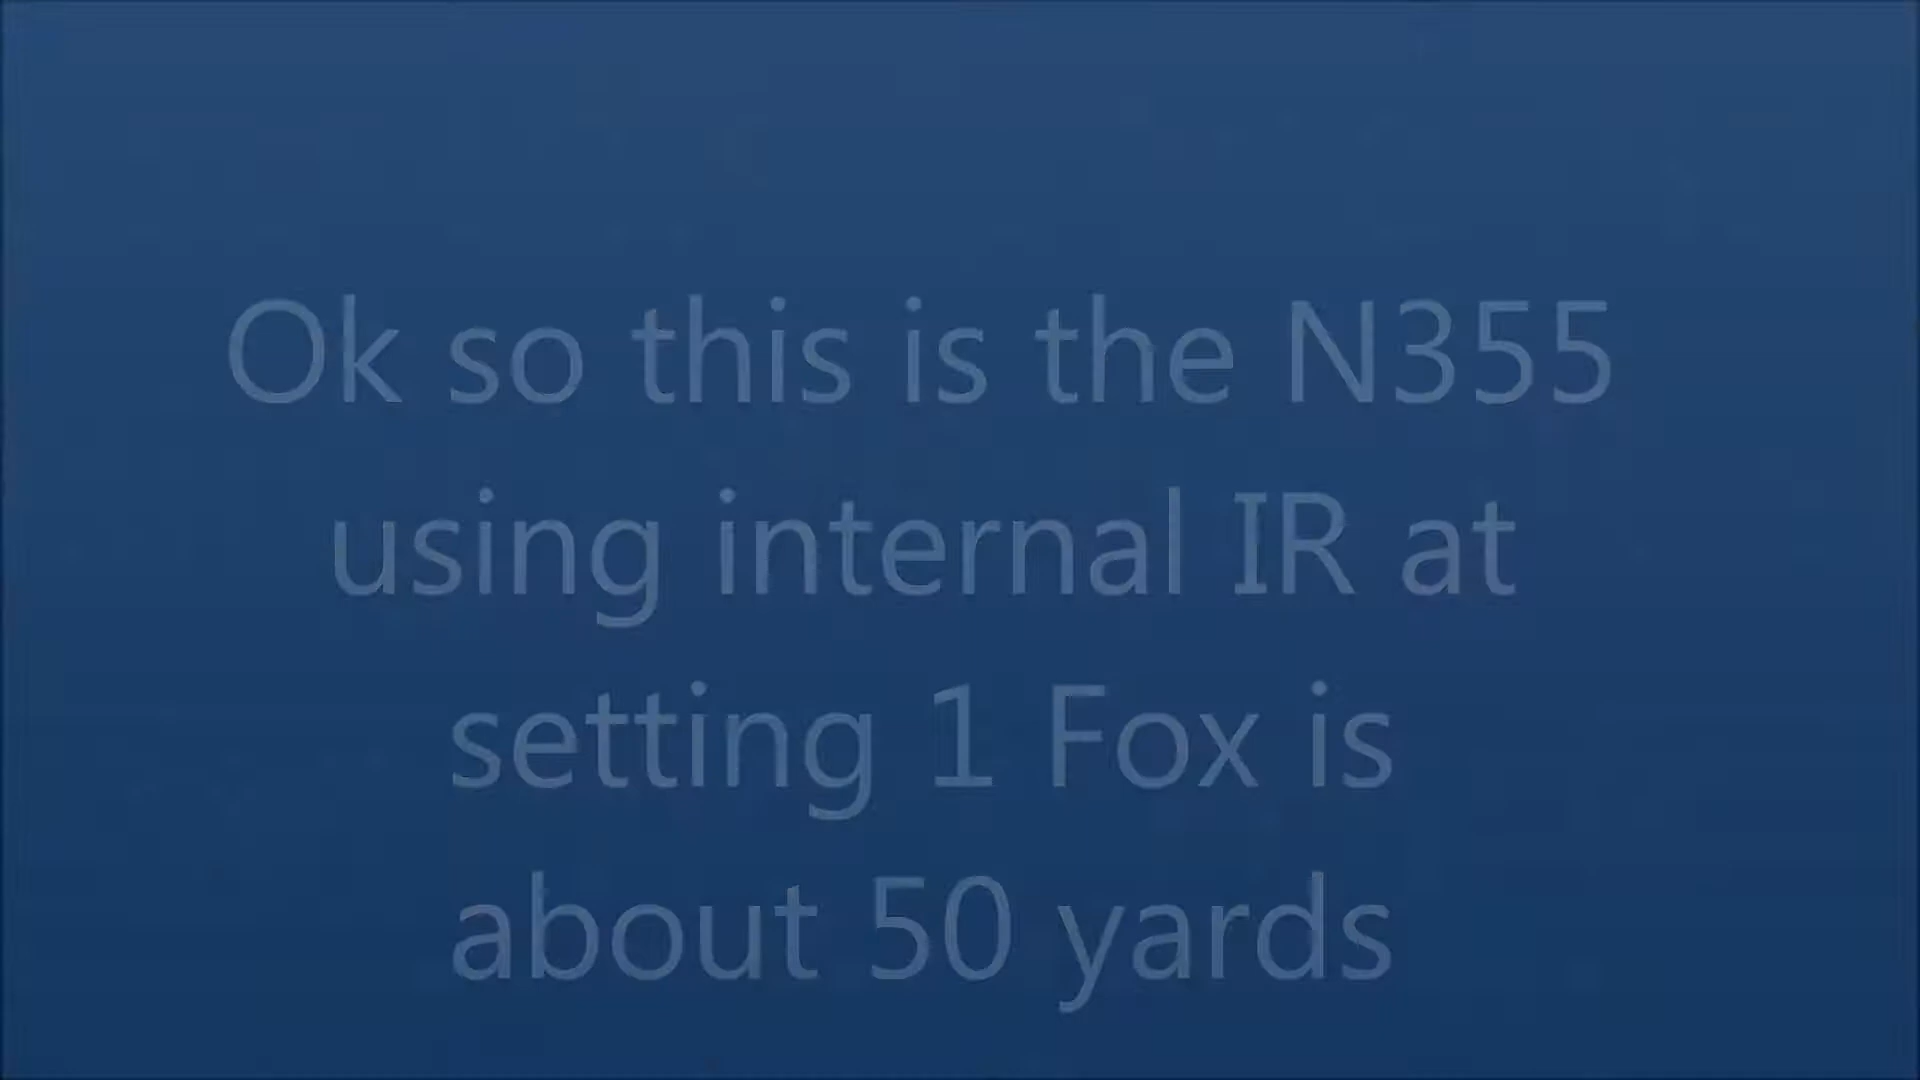 Ok so this is the N355
using internal IR at
setting 1 Fox is
about 50 yards